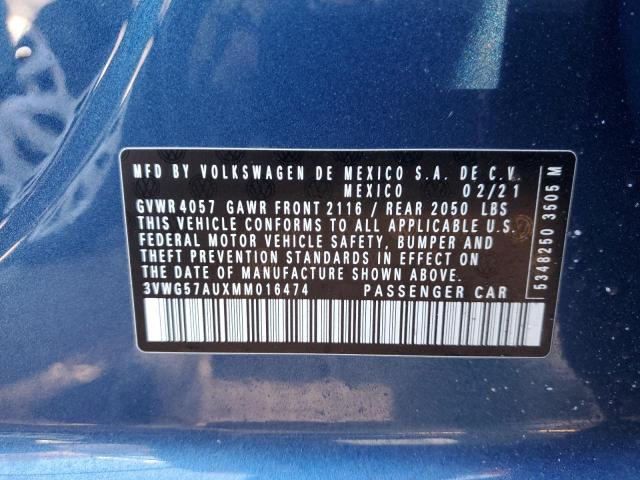 MFD BY VOLKSWAGEN DE MEXICO S.A. DE C.V.
MEXICO 02/21
GVWR 4057 GAWR FRONT 2116 / REAR 2050 LBS
THIS VEHICLE CONFORMS TO ALL APPLICABLE U.S.
FEDERAL MOTOR VEHICLE SAFETY, BUMPER AND
THEFT PREVENTION STANDARDS IN EFFECT ON THE
DATE OF MANUFACTURE SHOWN ABOVE.
3VWG57AUXMM016474 PASSENGER CAR
5348250 3505 M